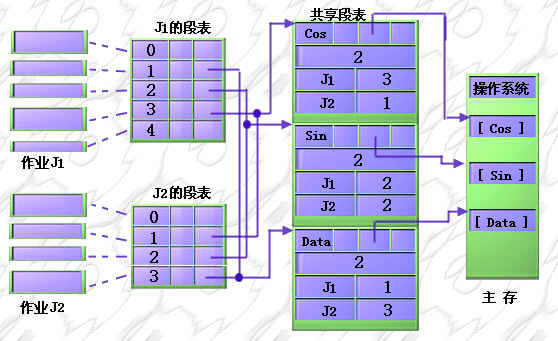 J1的段表
0
1
2
3
4
作业J1
J2的段表
0
1
2
3
作业J2
共享段表
Cos
2
J1 3
J2 1
Sin
2
J1 2
J2 2
Data
2
J1 1
J2 3
操作系统
[ Cos ]
[ Sin ]
[ Data ]
主 存